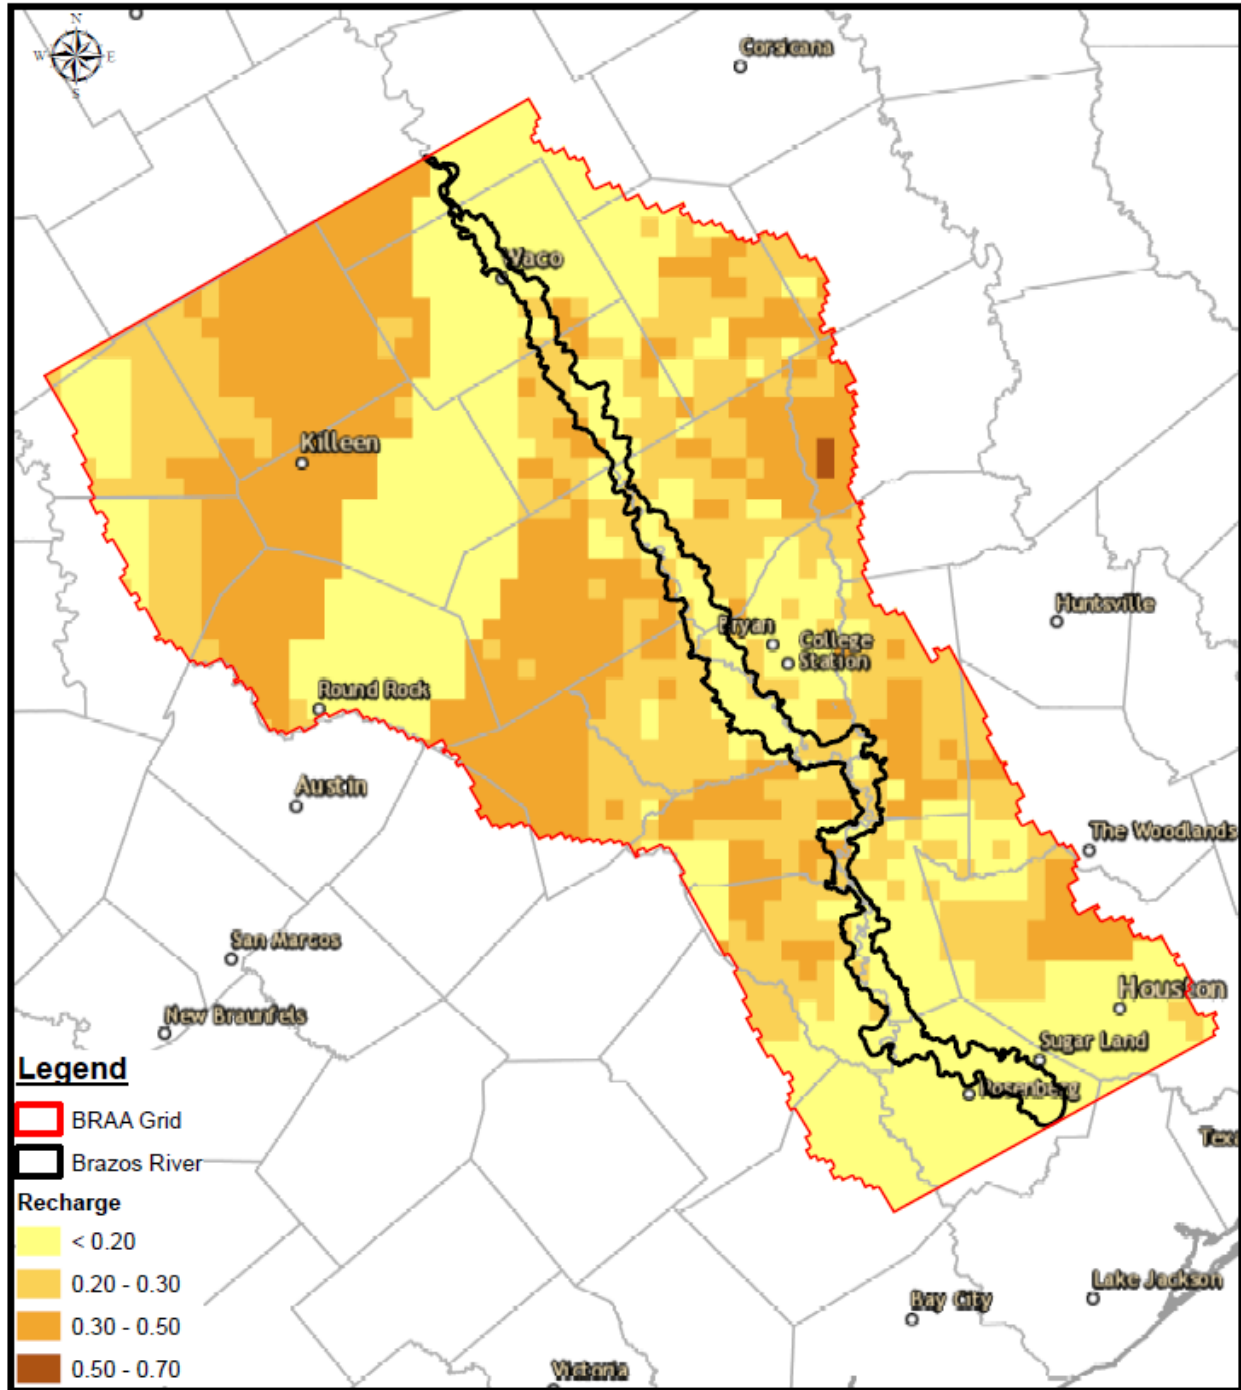 N
W E
S
Corsicana
Waco
Killeen
Huntsville
Bryan
College
Station
Round Rock
Austin
The Woodlands
San Marcos
Houston
New Braunfels
Sugar Land
Rosenberg
Legend
BRAA Grid
Brazos River
Recharge
< 0.20
0.20 - 0.30
0.30 - 0.50
0.50 - 0.70
Lake Jackson
Bay City
Victoria